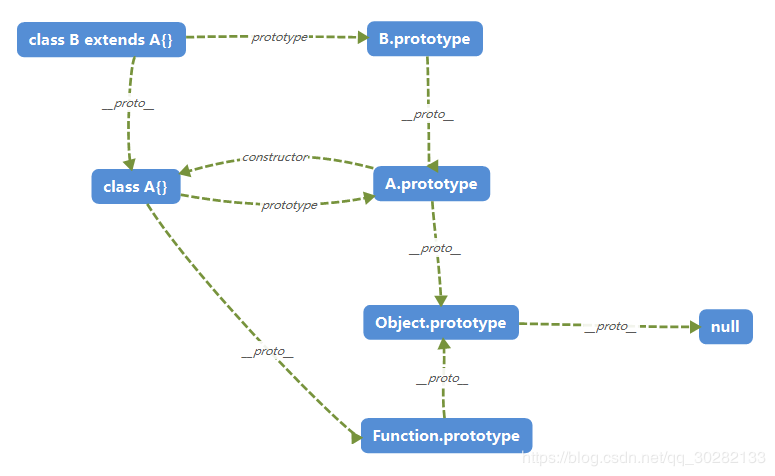 class B extends A{}
prototype
B.prototype
__proto__
__proto__
constructor
class A{}
A.prototype
prototype
__proto__
Object.prototype
__proto__
null
__proto__
__proto__
Function.prototype
https://blog.csdn.net/qq_30282133